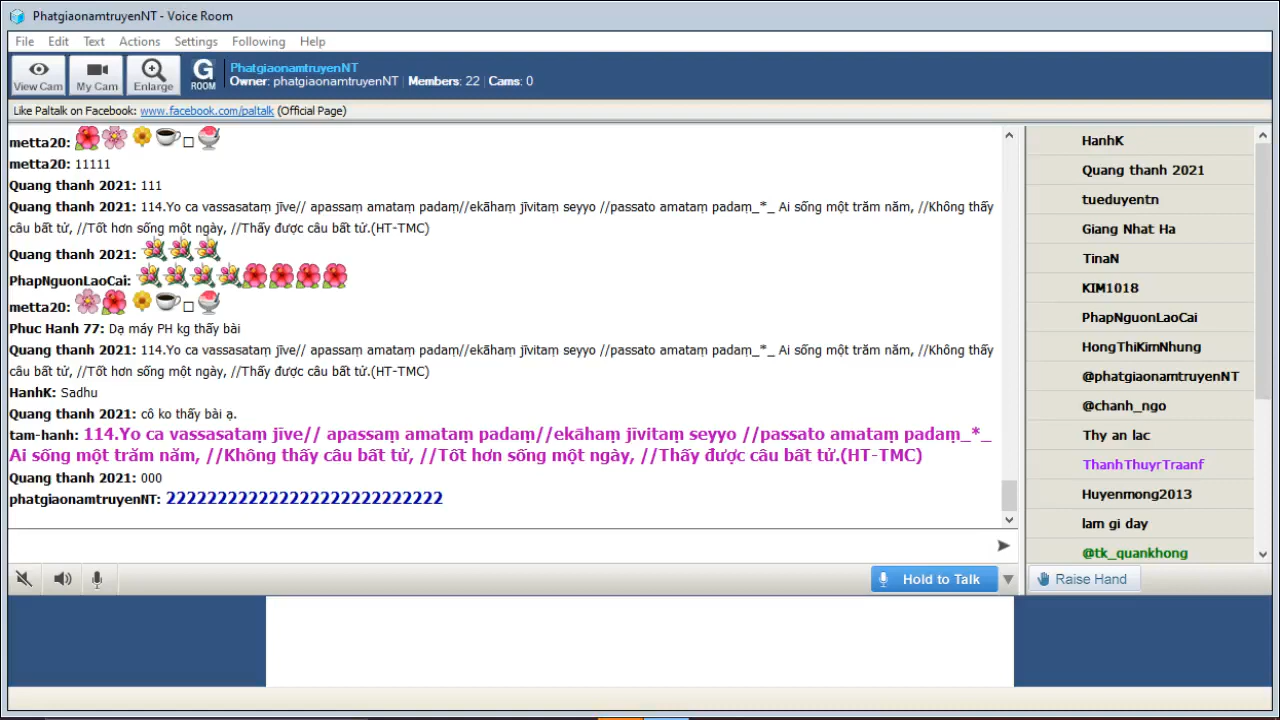 PhatgiaonamtruyenNT - Voice Room
File Edit Text Actions Settings Following Help
View Cam My Cam Enlarge G ROOM
PhatgiaonamtruyenNT
Owner: phatgiaonamtruyenNT | Members: 22 | Cams: 0
Like Paltalk on Facebook: www.facebook.com/paltalk (Official Page)
metta20:
metta20: 11111
Quang thanh 2021: 111
Quang thanh 2021: 114.Yo ca vassasataṃ jīve// apassaṃ amataṃ padaṃ//ekāhaṃ jīvitaṃ seyyo //passato amataṃ padaṃ_*_ Ai sống một trăm năm, //Không thấy
câu bất tử, //Tốt hơn sống một ngày, //Thấy được câu bất tử.(HT-TMC)
Quang thanh 2021:
PhapNguonLaoCai:
metta20:
Phuc Hanh 77: Dạ máy PH kg thấy bài
Quang thanh 2021: 114.Yo ca vassasataṃ jīve// apassaṃ amataṃ padaṃ//ekāhaṃ jīvitaṃ seyyo //passato amataṃ padaṃ_*_ Ai sống một trăm năm, //Không thấy
câu bất tử, //Tốt hơn sống một ngày, //Thấy được câu bất tử.(HT-TMC)
HanhK: Sadhu
Quang thanh 2021: cô ko thấy bài ạ.
tam-hanh: 114.Yo ca vassasataṃ jīve// apassaṃ amataṃ padaṃ//ekāhaṃ jīvitaṃ seyyo //passato amataṃ padaṃ_*_
Ai sống một trăm năm, //Không thấy câu bất tử, //Tốt hơn sống một ngày, //Thấy được câu bất tử.(HT-TMC)
Quang thanh 2021: 000
phatgiaonamtruyenNT: 222222222222222222222222222
HanhK
Quang thanh 2021
tueduyentn
Giang Nhat Ha
TinaN
KIM1018
PhapNguonLaoCai
HongThiKimNhung
@phatgiaonamtruyenNT
@chanh_ngo
Thy an lac
ThanhThuyrTraanf
Huyenmong2013
lam gi day
@tk_quankhong
Hold to Talk
Raise Hand